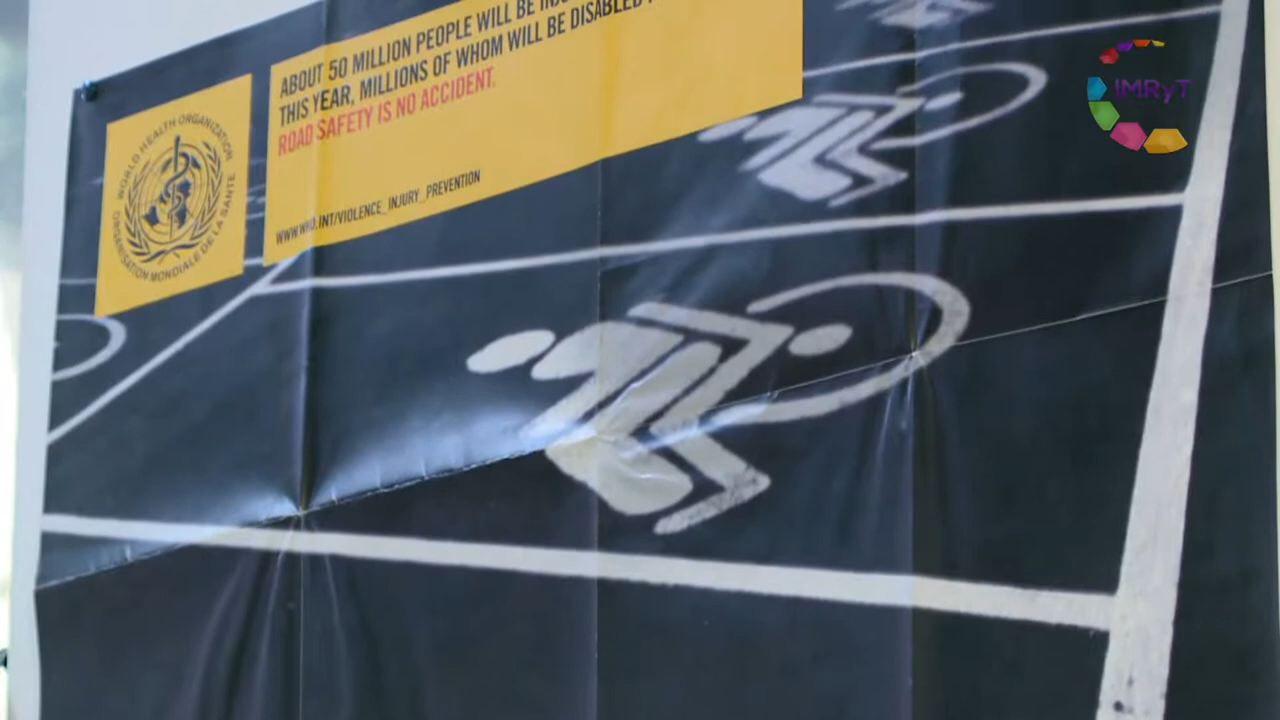 ABOUT 50 MILLION PEOPLE WILL BE
THIS YEAR, MILLIONS OF WHOM WILL BE DISABLED
ROAD SAFETY IS NO ACCIDENT.
WWW.WHO.INT/VIOLENCE_INJURY_PREVENTION
WORLD HEALTH ORGANIZATION
ORGANISATION MONDIALE DE LA SANTE
IMRyT